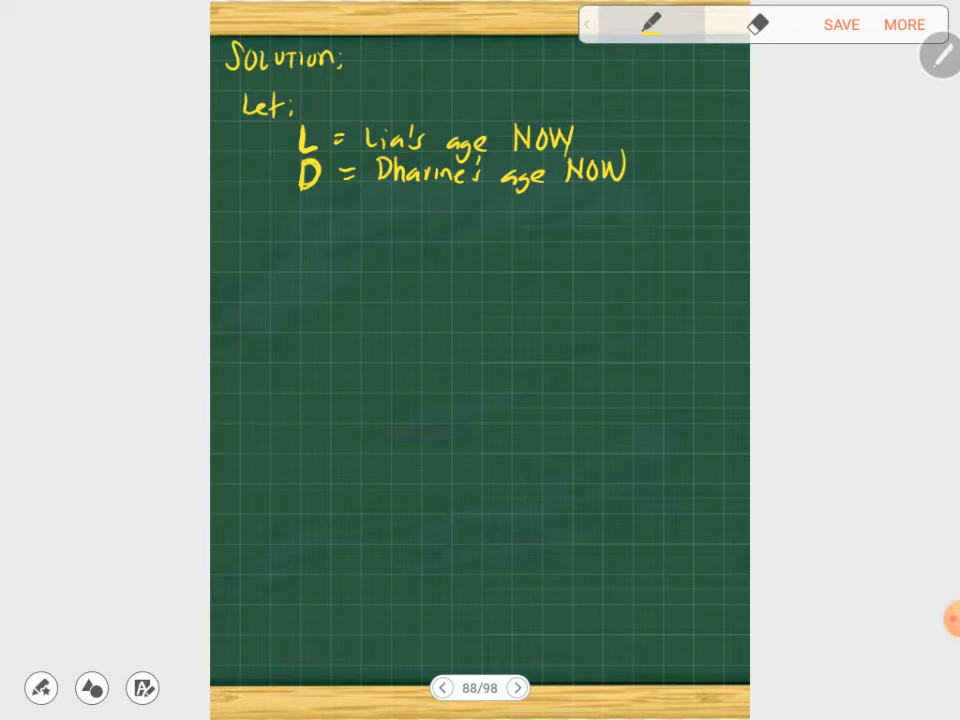 SAVE MORE
SOLUTION;
Let;
L = Lia's age NOW
D = Dharine's age NOW
88/98